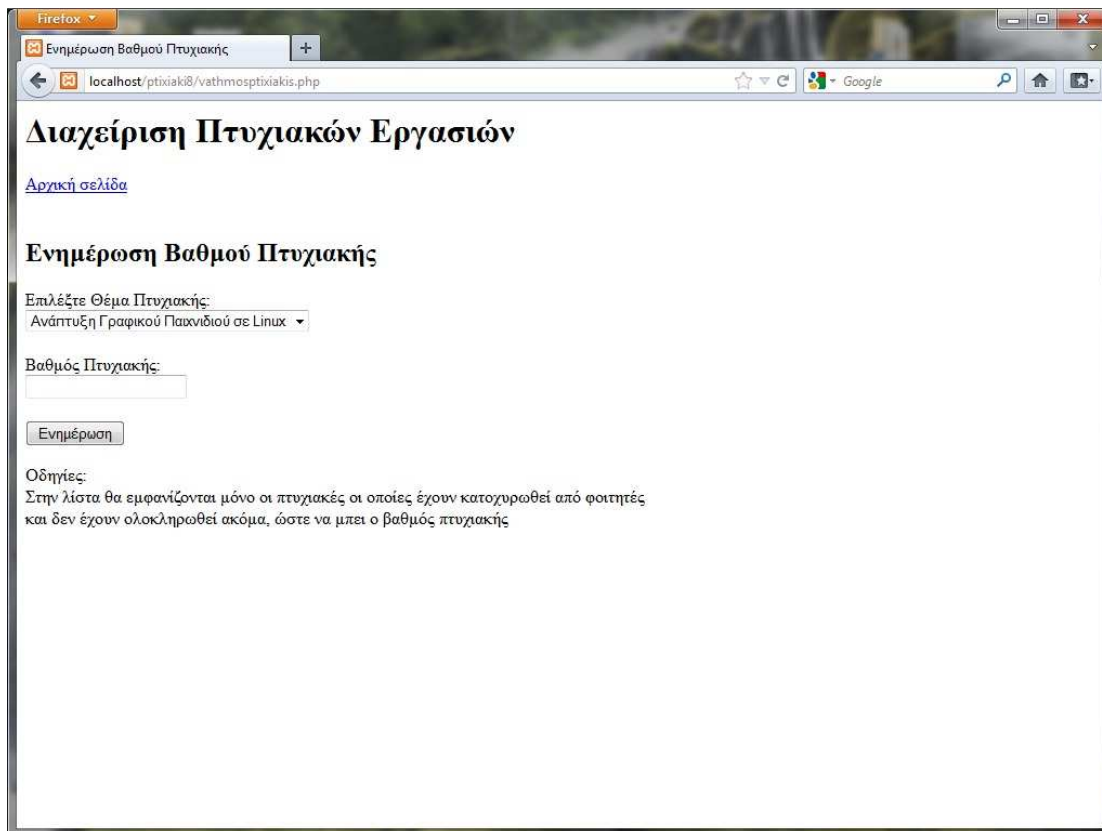 Firefox
Ενημέρωση Βαθμού Πτυχιακής
localhost/ptixiaki8/vathmosptixiakis.php
Google
Διαχείριση Πτυχιακών Εργασιών
Αρχική σελίδα
Ενημέρωση Βαθμού Πτυχιακής
Επιλέξτε Θέμα Πτυχιακής:
Ανάπτυξη Γραφικού Παιχνιδιού σε Linux
Βαθμός Πτυχιακής:
Ενημέρωση
Οδηγίες:
Στην λίστα θα εμφανίζονται μόνο οι πτυχιακές οι οποίες έχουν κατοχυρωθεί από φοιτητές
και δεν έχουν ολοκληρωθεί ακόμα, ώστε να μπει ο βαθμός πτυχιακής